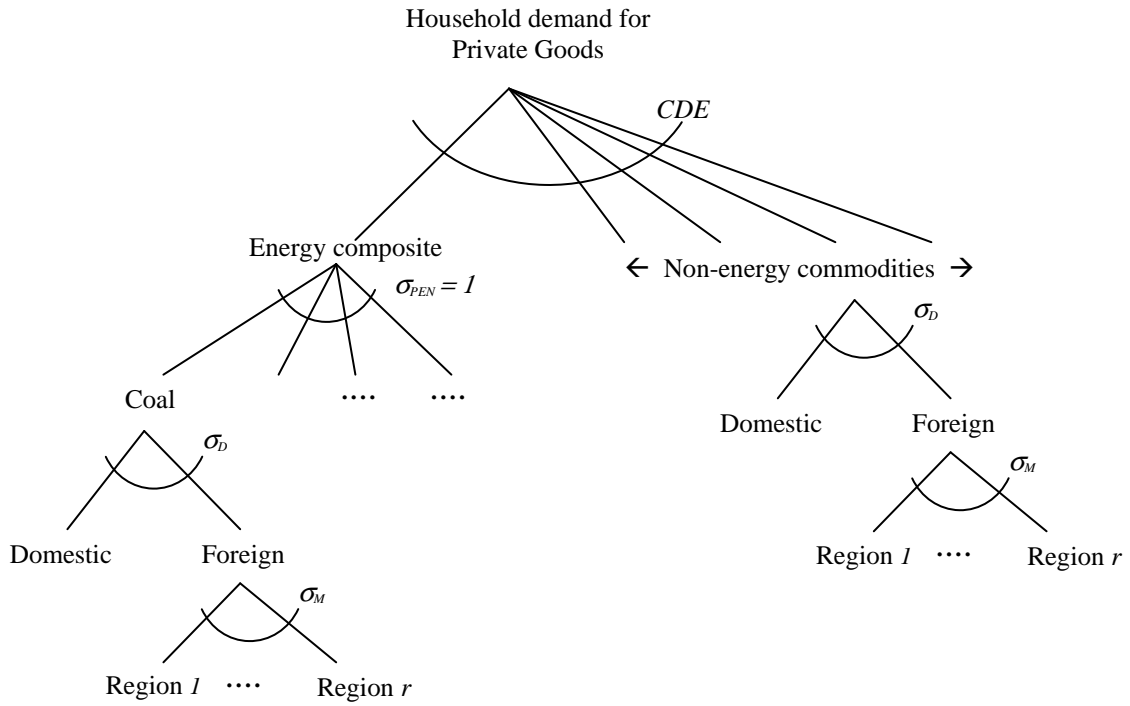 Household demand for
Private Goods
CDE
Energy composite
σPEN = 1
← Non-energy commodities →
σD
Coal
.... ....
Domestic Foreign
σD
σM
Domestic Foreign
Region 1 .... Region r
σM
Region 1 .... Region r